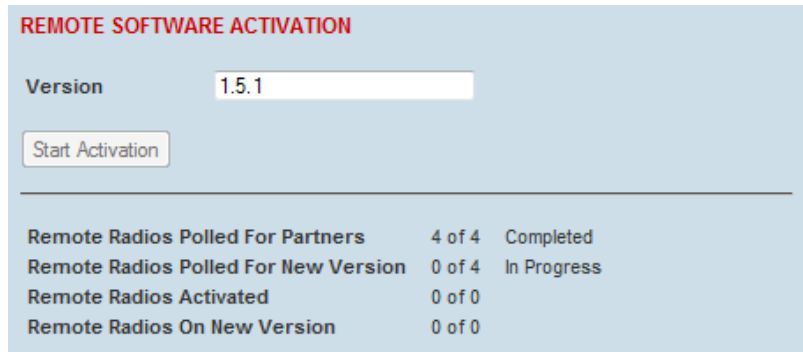 REMOTE SOFTWARE ACTIVATION
Version 1.5.1
Start Activation
Remote Radios Polled For Partners 4 of 4 Completed
Remote Radios Polled For New Version 0 of 4 In Progress
Remote Radios Activated 0 of 0
Remote Radios On New Version 0 of 0